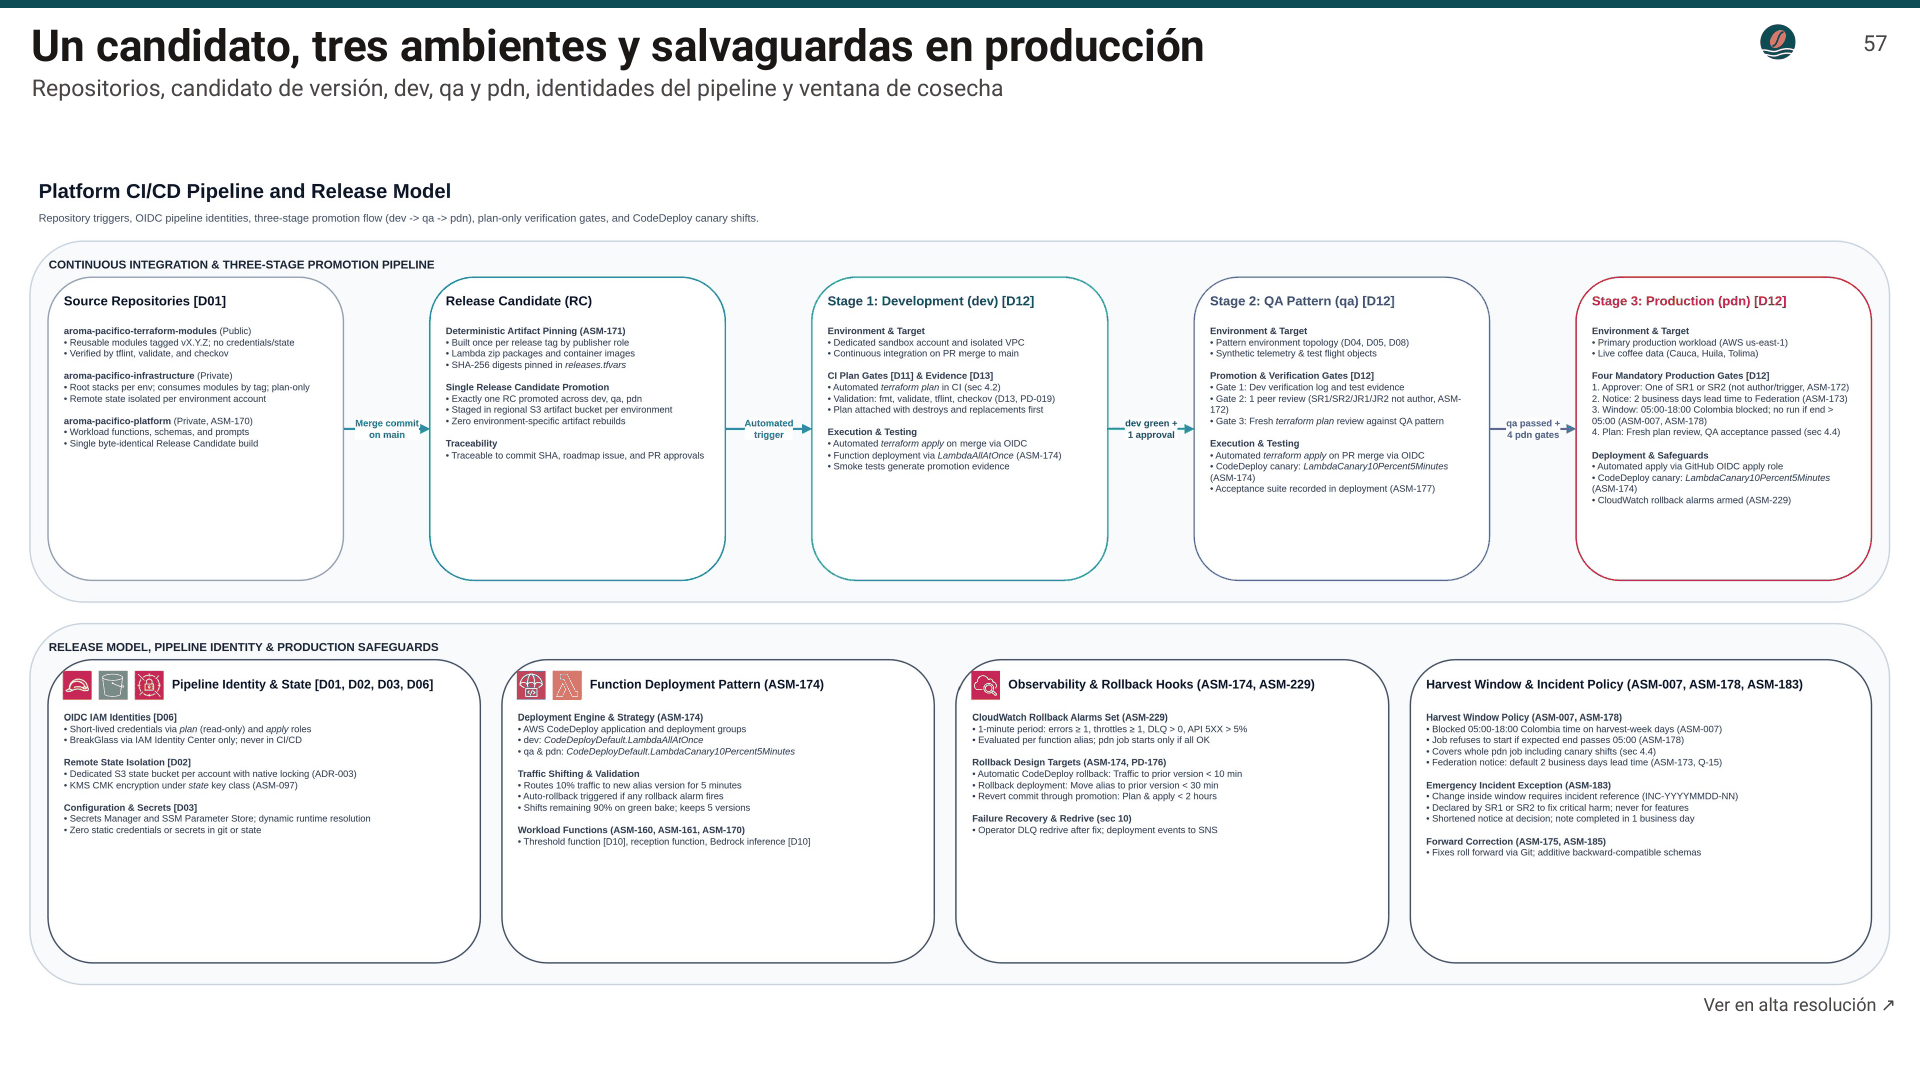 Un candidato, tres ambientes y salvaguardas en producción
57
Repositorios, candidato de versión, dev, qa y pdn, identidades del pipeline y ventana de cosecha
Platform CI/CD Pipeline and Release Model
Repository triggers, OIDC pipeline identities, three-stage promotion flow (dev -> qa -> pdn), plan-only verification gates, and CodeDeploy canary shifts.
CONTINUOUS INTEGRATION & THREE-STAGE PROMOTION PIPELINE
Source Repositories [D01]
aroma-pacifico-terraform-modules (Public)
• Reusable modules tagged vX.Y.Z; no credentials/state
• Verified by tflint, validate, and checkov
aroma-pacifico-infrastructure (Private)
• Root stacks per env; consumes modules by tag; plan-only
• Remote state isolated per environment account
aroma-pacifico-platform (Private, ASM-170)
• Workload functions, schemas, and prompts
• Single byte-identical Release Candidate build
Merge commit
on main
Release Candidate (RC)
Deterministic Artifact Pinning (ASM-171)
• Built once per release tag by publisher role
• Lambda zip packages and container images
• SHA-256 digests pinned in releases.tfvars
Single Release Candidate Promotion
• Exactly one RC promoted across dev, qa, pdn
• Staged in regional S3 artifact bucket per environment
• Zero environment-specific artifact rebuilds
Traceability
• Traceable to commit SHA, roadmap issue, and PR approvals
Automated
trigger
Stage 1: Development (dev) [D12]
Environment & Target
• Dedicated sandbox account and isolated VPC
• Continuous integration on PR merge to main
CI Plan Gates [D11] & Evidence [D13]
• Automated terraform plan in CI (sec 4.2)
• Validation: fmt, validate, tflint, checkov (D13, PD-019)
• Plan attached with destroys and replacements first
Execution & Testing
• Automated terraform apply on merge via OIDC
• Function deployment via LambdaAllAtOnce (ASM-174)
• Smoke tests generate promotion evidence
dev green +
1 approval
Stage 2: QA Pattern (qa) [D12]
Environment & Target
• Pattern environment topology (D04, D05, D08)
• Synthetic telemetry & test flight objects
Promotion & Verification Gates [D12]
• Gate 1: Dev verification log and test evidence
• Gate 2: 1 peer review (SR1/SR2/JR1/JR2 not author, ASM-
172)
• Gate 3: Fresh terraform plan review against QA pattern
Execution & Testing
• Automated terraform apply on PR merge via OIDC
• CodeDeploy canary: LambdaCanary10Percent5Minutes
(ASM-174)
• Acceptance suite recorded in deployment (ASM-177)
qa passed +
4 pdn gates
Stage 3: Production (pdn) [D12]
Environment & Target
• Primary production workload (AWS us-east-1)
• Live coffee data (Cauca, Huila, Tolima)
Four Mandatory Production Gates [D12]
1. Approver: One of SR1 or SR2 (not author/trigger, ASM-172)
2. Notice: 2 business days lead time to Federation (ASM-173)
3. Window: 05:00-18:00 Colombia blocked; no run if end >
05:00 (ASM-007, ASM-178)
4. Plan: Fresh plan review, QA acceptance passed (sec 4.4)
Deployment & Safeguards
• Automated apply via GitHub OIDC apply role
• CodeDeploy canary: LambdaCanary10Percent5Minutes
(ASM-174)
• CloudWatch rollback alarms armed (ASM-229)
RELEASE MODEL, PIPELINE IDENTITY & PRODUCTION SAFEGUARDS
Pipeline Identity & State [D01, D02, D03, D06]
OIDC IAM Identities [D06]
• Short-lived credentials via plan (read-only) and apply roles
• BreakGlass via IAM Identity Center only; never in CI/CD
Remote State Isolation [D02]
• Dedicated S3 state bucket per account with native locking (ADR-003)
• KMS CMK encryption under state key class (ASM-097)
Configuration & Secrets [D03]
• Secrets Manager and SSM Parameter Store; dynamic runtime resolution
• Zero static credentials or secrets in git or state
Function Deployment Pattern (ASM-174)
Deployment Engine & Strategy (ASM-174)
• AWS CodeDeploy application and deployment groups
• dev: CodeDeployDefault.LambdaAllAtOnce
• qa & pdn: CodeDeployDefault.LambdaCanary10Percent5Minutes
Traffic Shifting & Validation
• Routes 10% traffic to new alias version for 5 minutes
• Auto-rollback triggered if any rollback alarm fires
• Shifts remaining 90% on green bake; keeps 5 versions
Workload Functions (ASM-160, ASM-161, ASM-170)
• Threshold function [D10], reception function, Bedrock inference [D10]
Observability & Rollback Hooks (ASM-174, ASM-229)
CloudWatch Rollback Alarms Set (ASM-229)
• 1-minute period: errors ≥ 1, throttles ≥ 1, DLQ > 0, API 5XX > 5%
• Evaluated per function alias; pdn job starts only if all OK
Rollback Design Targets (ASM-174, PD-176)
• Automatic CodeDeploy rollback: Traffic to prior version < 10 min
• Rollback deployment: Move alias to prior version < 30 min
• Revert commit through promotion: Plan & apply < 2 hours
Failure Recovery & Redrive (sec 10)
• Operator DLQ redrive after fix; deployment events to SNS
Harvest Window & Incident Policy (ASM-007, ASM-178, ASM-183)
Harvest Window Policy (ASM-007, ASM-178)
• Blocked 05:00-18:00 Colombia time on harvest-week days (ASM-007)
• Job refuses to start if expected end passes 05:00 (ASM-178)
• Covers whole pdn job including canary shifts (sec 4.4)
• Federation notice: default 2 business days lead time (ASM-173, Q-15)
Emergency Incident Exception (ASM-183)
• Change inside window requires incident reference (INC-YYYYMMDD-NN)
• Declared by SR1 or SR2 to fix critical harm; never for features
• Shortened notice at decision; note completed in 1 business day
Forward Correction (ASM-175, ASM-185)
• Fixes roll forward via Git; additive backward-compatible schemas
Ver en alta resolución ↗